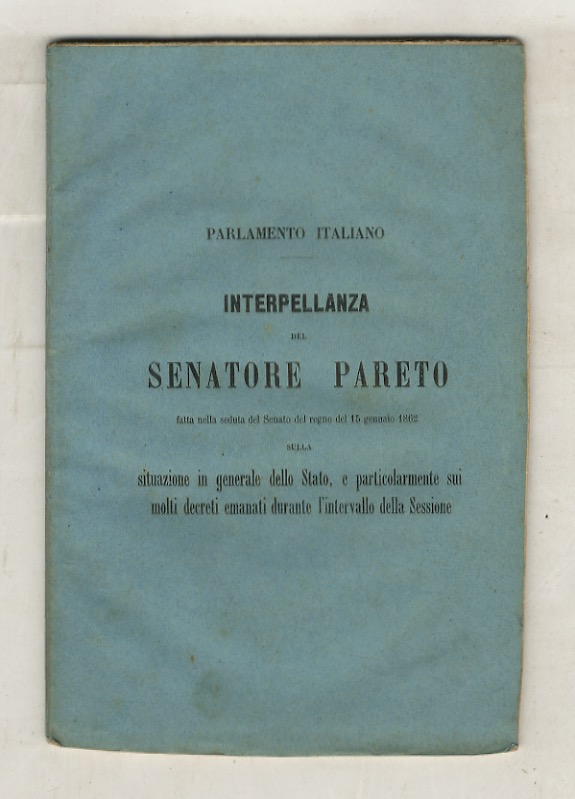 PARLAMENTO ITALIANO
INTERPELLANZA
DEL
SENATORE PARETO
fatta nella seduta del Senato del regno del 15 gennaio 1862
SULLA
situazione in generale dello Stato, e particolarmente sui
molti decreti emanati durante l'intervallo della Sessione